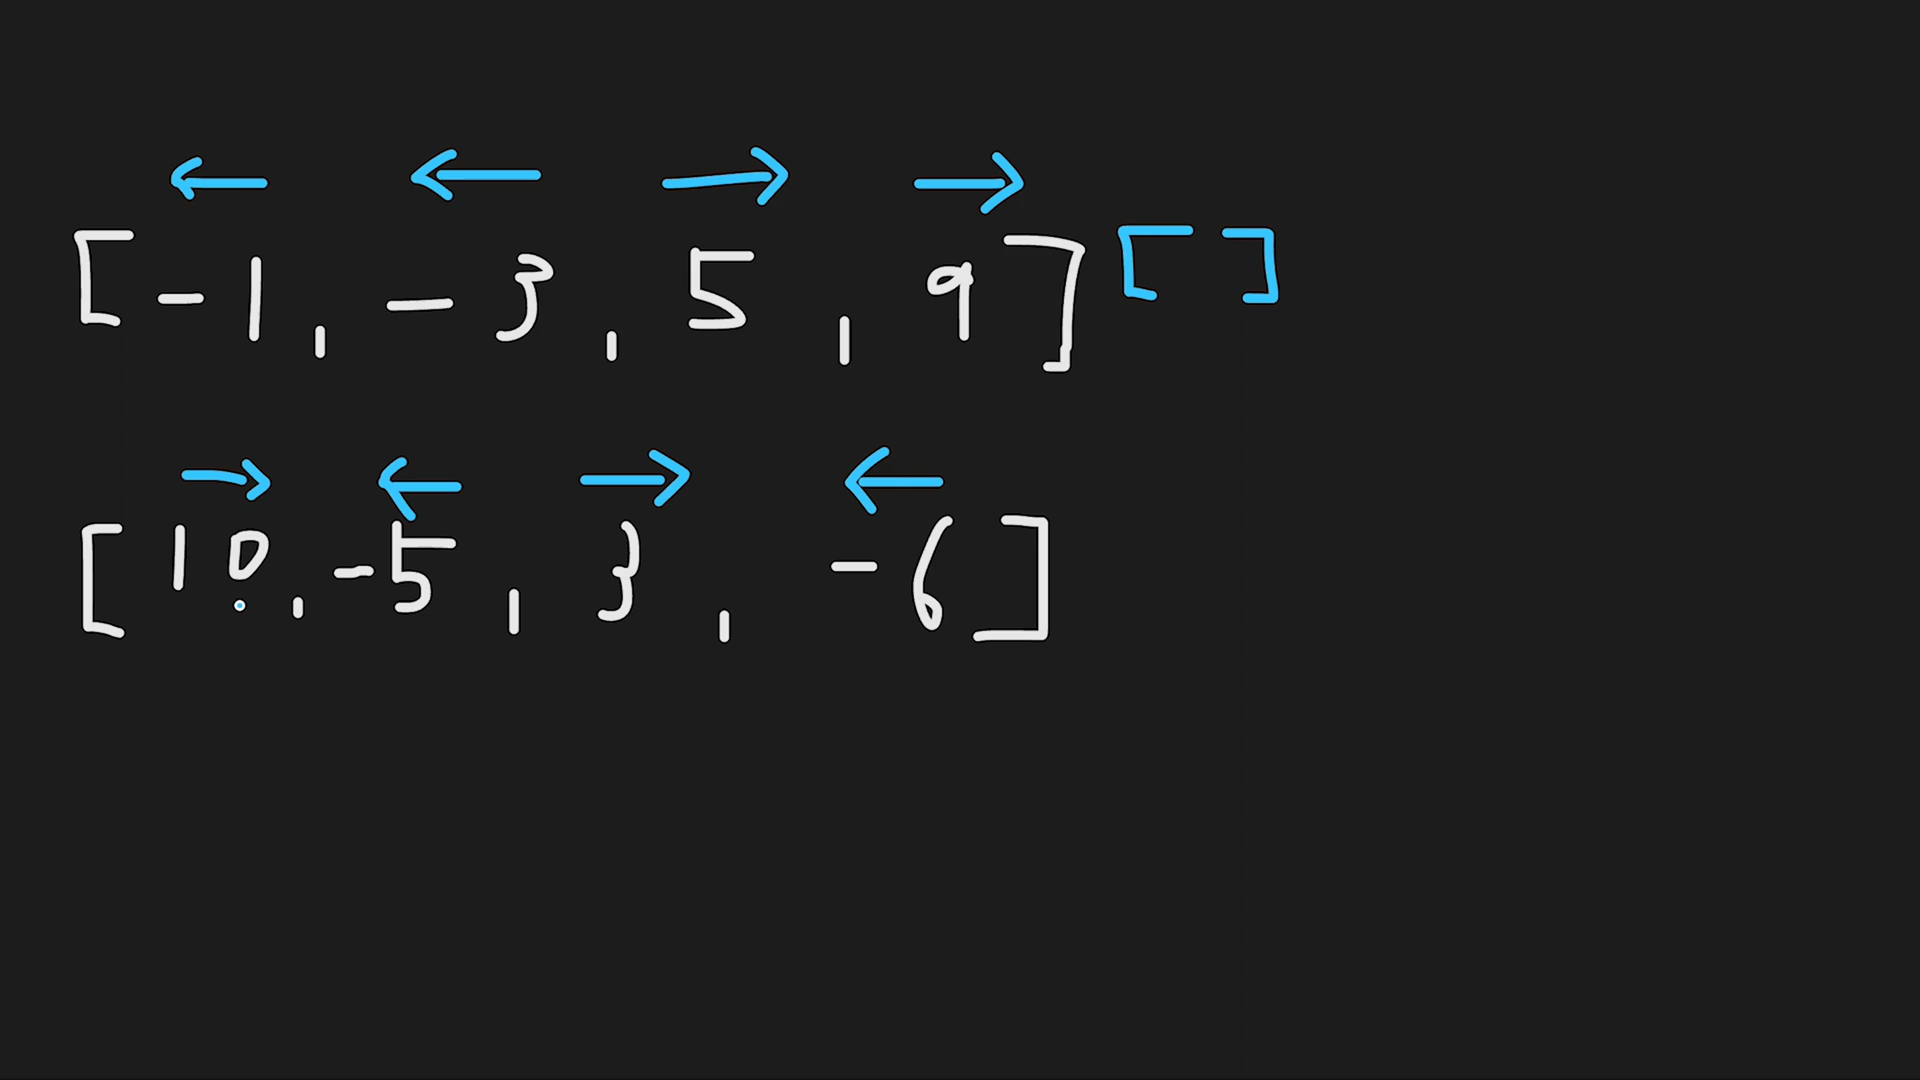 [-1, -3, 5, 9] []
[10, -5, 3, -6]